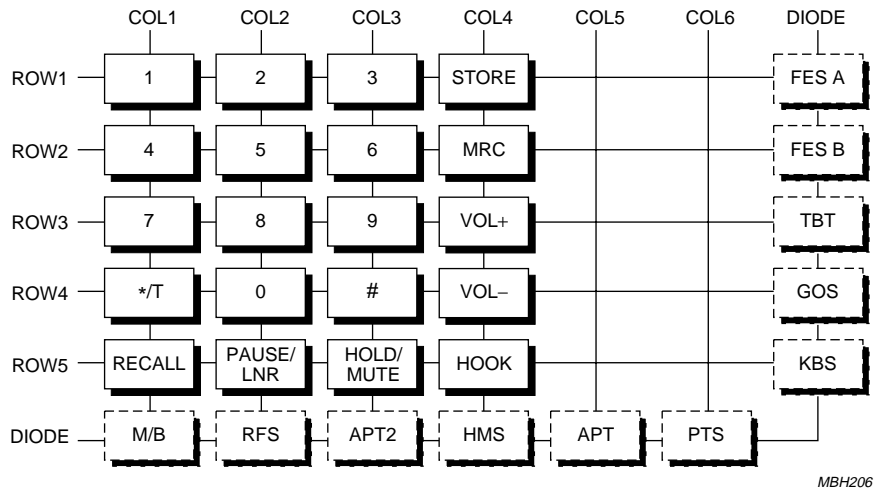 COL1 COL2 COL3 COL4 COL5 COL6 DIODE
ROW1 1 2 3 STORE FES A
ROW2 4 5 6 MRC FES B
ROW3 7 8 9 VOL+ TBT
ROW4 */T 0 # VOL− GOS
ROW5 RECALL PAUSE/ LNR HOLD/ MUTE HOOK KBS
DIODE M/B RFS APT2 HMS APT PTS
MBH206